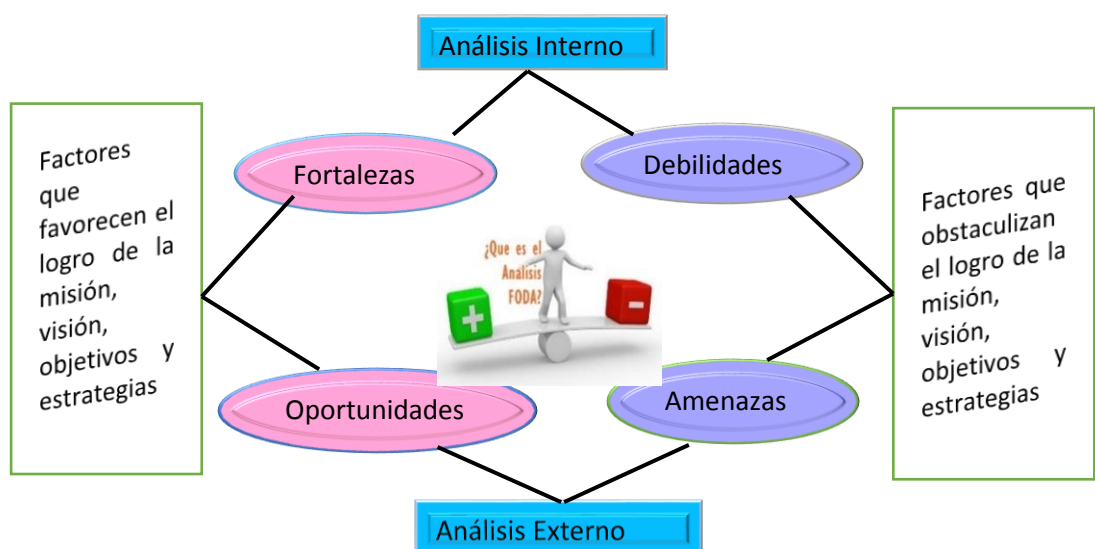 Análisis Interno
Fortalezas
Debilidades
Factores
que
favorecen el
logro de la
misión,
visión,
objetivos y
estrategias
¿Que es el
Análisis
FODA?
Factores que
obstaculizan
el logro de la
misión,
visión,
objetivos y
estrategias
Oportunidades
Amenazas
Análisis Externo